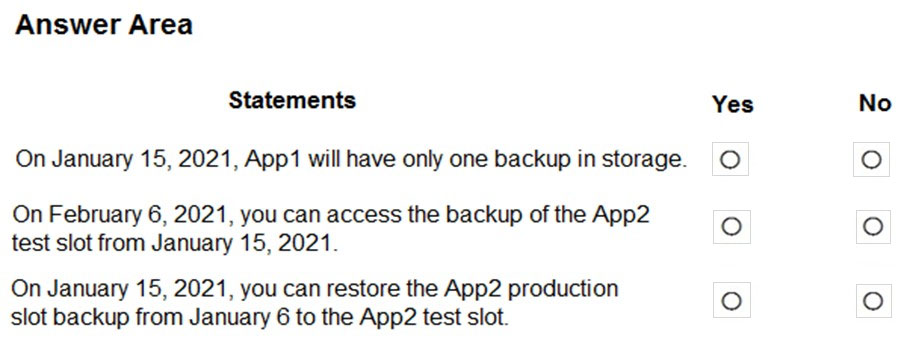 Answer Area
Statements Yes No
On January 15, 2021, App1 will have only one backup in storage.
On February 6, 2021, you can access the backup of the App2
test slot from January 15, 2021.
On January 15, 2021, you can restore the App2 production
slot backup from January 6 to the App2 test slot.